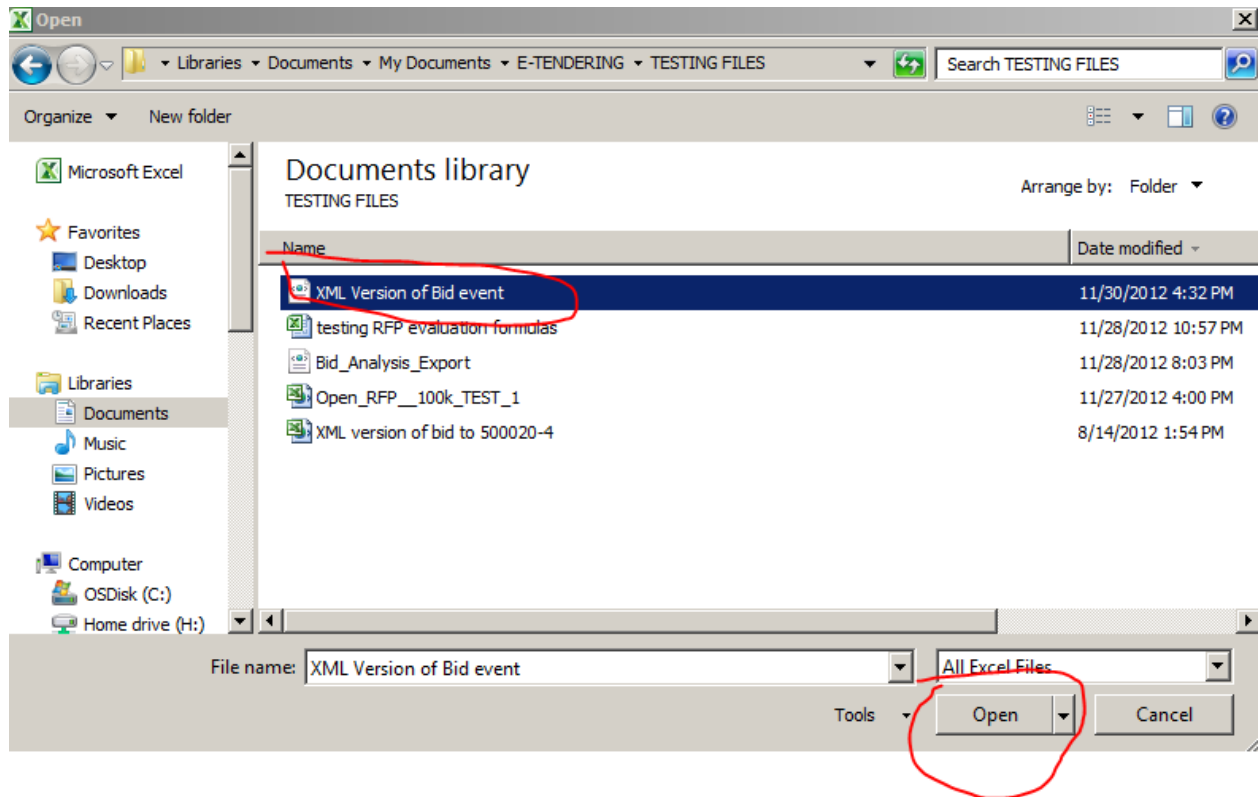 Open
Libraries Documents My Documents E-TENDERING TESTING FILES Search TESTING FILES
Organize New folder
Microsoft Excel
Favorites
Desktop
Downloads
Recent Places
Libraries
Documents
Music
Pictures
Videos
Computer
OSDisk (C:)
Home drive (H:)
Documents library
TESTING FILES
Arrange by: Folder
Name Date modified
XML Version of Bid event 11/30/2012 4:32 PM
testing RFP evaluation formulas 11/28/2012 10:57 PM
Bid_Analysis_Export 11/28/2012 8:03 PM
Open_RFP__100k_TEST_1 11/27/2012 4:00 PM
XML version of bid to 500020-4 8/14/2012 1:54 PM
File name: XML Version of Bid event All Excel Files
Tools Open Cancel